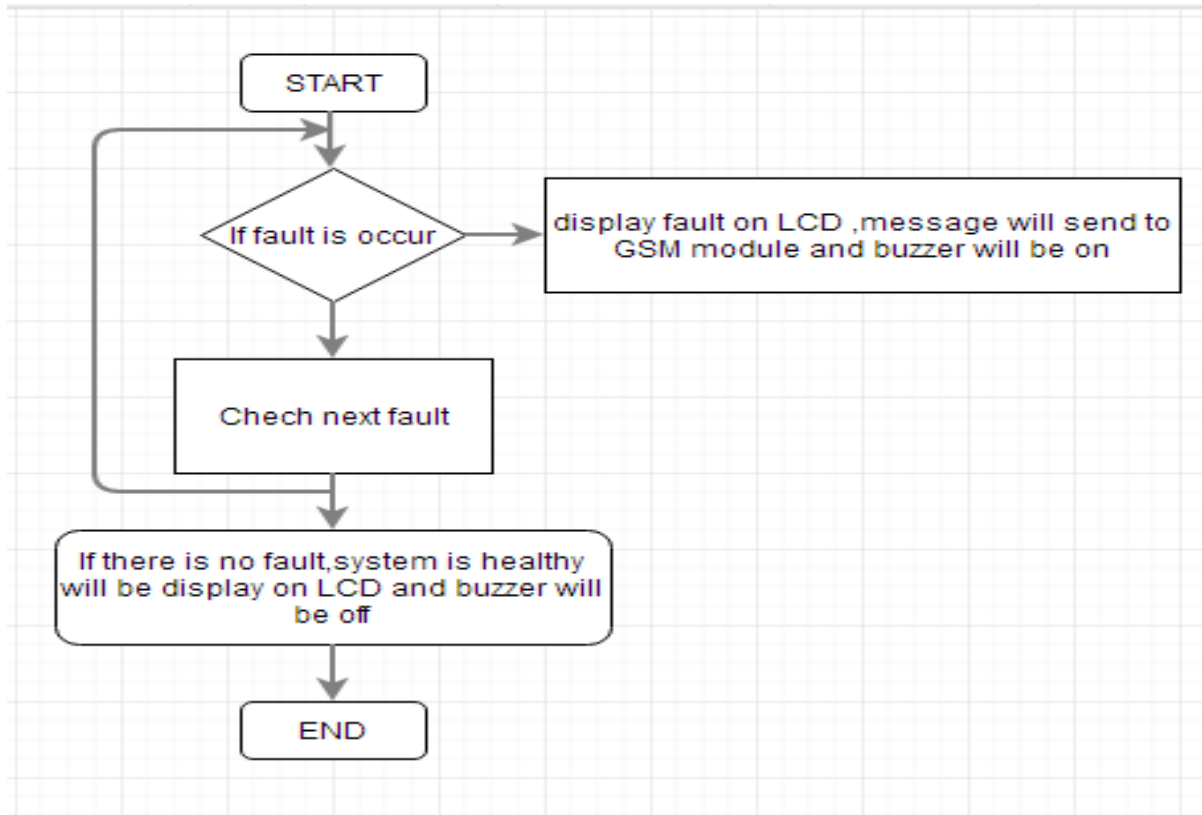 START
If fault is occur
display fault on LCD ,message will send to
GSM module and buzzer will be on
Chech next fault
If there is no fault,system is healthy
will be display on LCD and buzzer will
be off
END